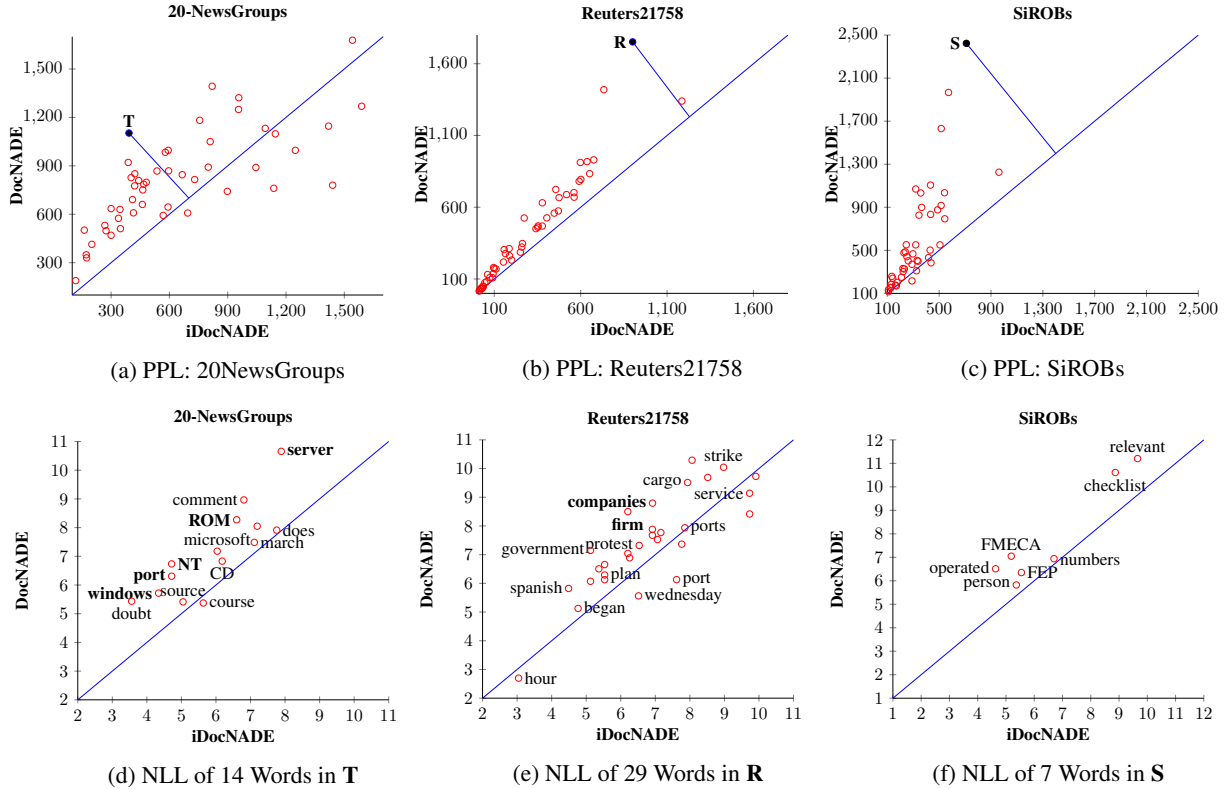 20-NewsGroups
DocNADE
1,500
1,200
900
600
300
T
300 600 900 1,200 1,500
iDocNADE
(a) PPL: 20NewsGroups
Reuters21758
DocNADE
1,600
1,100
600
100
R
100 600 1,100 1,600
iDocNADE
(b) PPL: Reuters21758
SiROBs
DocNADE
2,500
2,100
1,700
1,300
900
500
100
S
100 500 900 1,300 1,700 2,100 2,500
iDocNADE
(c) PPL: SiROBs
20-NewsGroups
DocNADE
11
10
9
8
7
6
5
4
3
2
server
comment
ROM
does
microsoft
march
NT
CD
port
windows
source
doubt
course
2 3 4 5 6 7 8 9 10 11
iDocNADE
(d) NLL of 14 Words in T
Reuters21758
DocNADE
11
10
9
8
7
6
5
4
3
2
strike
cargo
service
companies
firm
ports
government
protest
plan
port
spanish
wednesday
began
hour
2 3 4 5 6 7 8 9 10 11
iDocNADE
(e) NLL of 29 Words in R
SiROBs
DocNADE
12
11
10
9
8
7
6
5
4
3
2
1
relevant
checklist
FMECA
numbers
operated
FEP
person
1 2 3 4 5 6 7 8 9 10 11 12
iDocNADE
(f) NLL of 7 Words in S